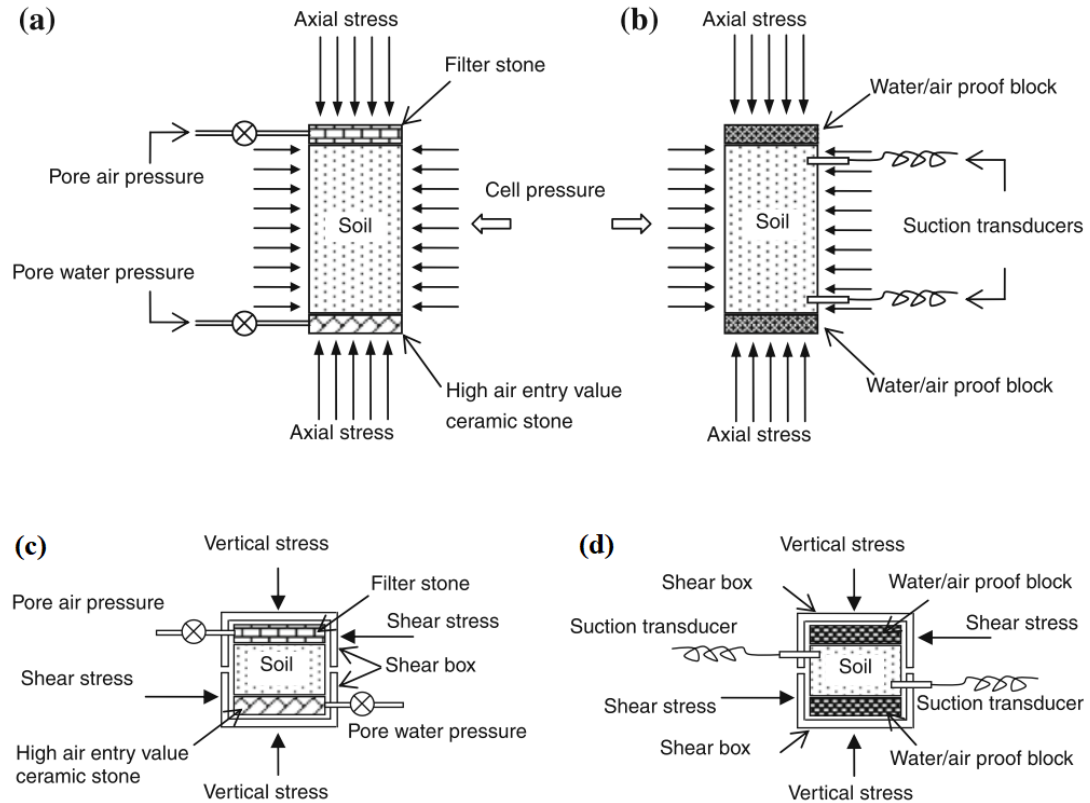 (a)
Axial stress
Filter stone
Pore air pressure
Soil
Cell pressure
Pore water pressure
High air entry value
ceramic stone
Axial stress
(b)
Axial stress
Water/air proof block
Soil
Suction transducers
Water/air proof block
Axial stress
(c)
Vertical stress
Filter stone
Pore air pressure
Shear stress
Soil
Shear box
Shear stress
Pore water pressure
High air entry value
ceramic stone
Vertical stress
(d)
Vertical stress
Shear box
Water/air proof block
Suction transducer
Shear stress
Soil
Shear stress
Suction transducer
Shear box
Water/air proof block
Vertical stress